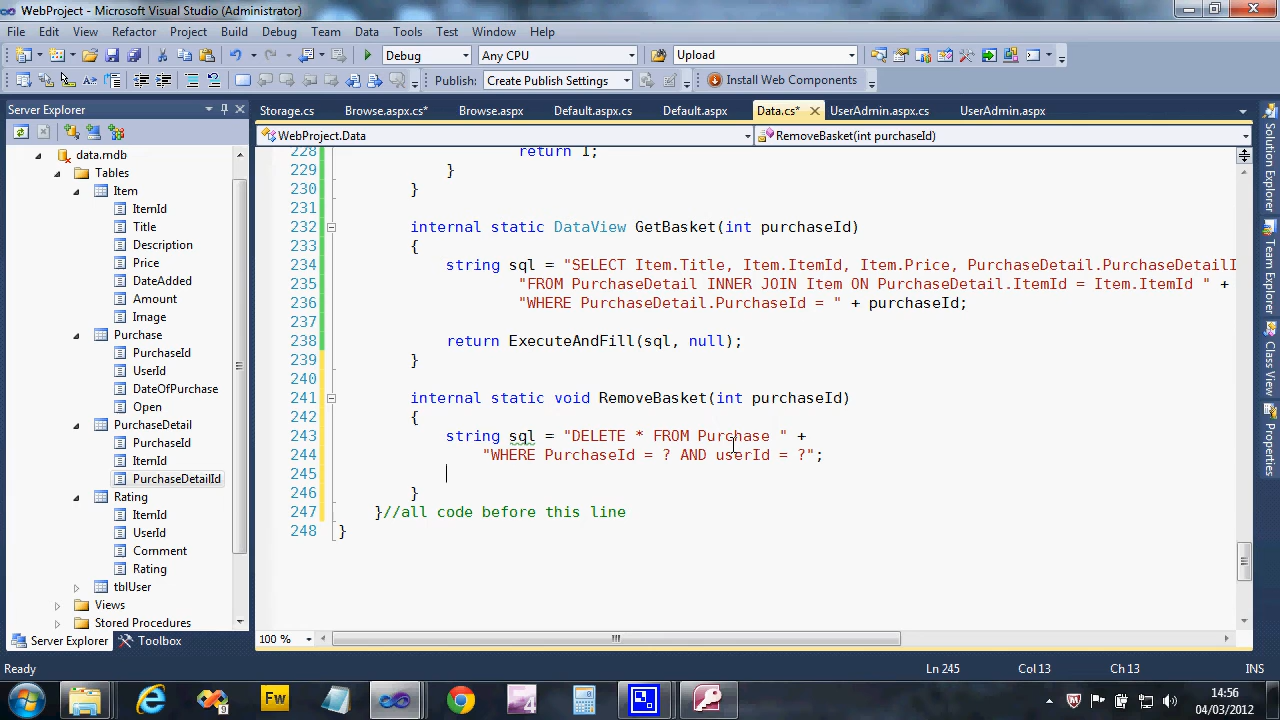 WebProject - Microsoft Visual Studio (Administrator)
File Edit View Refactor Project Build Debug Team Data Tools Test Window Help
Debug Any CPU Upload
Publish: Create Publish Settings Install Web Components
Server Explorer
Storage.cs Browse.aspx.cs* Browse.aspx Default.aspx.cs Default.aspx Data.cs* UserAdmin.aspx.cs UserAdmin.aspx
WebProject.Data RemoveBasket(int purchaseId)
data.mdb
Tables
Item
ItemId
Title
Description
Price
DateAdded
Amount
Image
Purchase
PurchaseId
UserId
DateOfPurchase
Open
PurchaseDetail
PurchaseId
ItemId
PurchaseDetailId
Rating
ItemId
UserId
Comment
Rating
tblUser
Views
Stored Procedures
Server Explorer Toolbox
228 return 1;
229 }
230 }
231
232 internal static DataView GetBasket(int purchaseId)
233 {
234 string sql = "SELECT Item.Title, Item.ItemId, Item.Price, PurchaseDetail.PurchaseDetailI
235 "FROM PurchaseDetail INNER JOIN Item ON PurchaseDetail.ItemId = Item.ItemId " +
236 "WHERE PurchaseDetail.PurchaseId = " + purchaseId;
237
238 return ExecuteAndFill(sql, null);
239 }
240
241 internal static void RemoveBasket(int purchaseId)
242 {
243 string sql = "DELETE * FROM Purchase " +
244 "WHERE PurchaseId = ? AND userId = ?";
245
246 }
247 }//all code before this line
248 }
100 %
Solution Explorer
Team Explorer
Class View
Properties
Ready Ln 245 Col 13 Ch 13 INS
Fw
14:56
04/03/2012